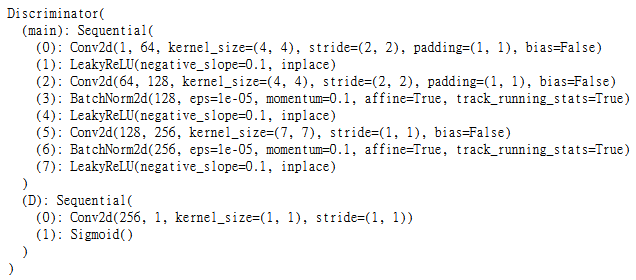 Discriminator(
  (main): Sequential(
    (0): Conv2d(1, 64, kernel_size=(4, 4), stride=(2, 2), padding=(1, 1), bias=False)
    (1): LeakyReLU(negative_slope=0.1, inplace)
    (2): Conv2d(64, 128, kernel_size=(4, 4), stride=(2, 2), padding=(1, 1), bias=False)
    (3): BatchNorm2d(128, eps=1e-05, momentum=0.1, affine=True, track_running_stats=True)
    (4): LeakyReLU(negative_slope=0.1, inplace)
    (5): Conv2d(128, 256, kernel_size=(7, 7), stride=(1, 1), bias=False)
    (6): BatchNorm2d(256, eps=1e-05, momentum=0.1, affine=True, track_running_stats=True)
    (7): LeakyReLU(negative_slope=0.1, inplace)
  )
  (D): Sequential(
    (0): Conv2d(256, 1, kernel_size=(1, 1), stride=(1, 1))
    (1): Sigmoid()
  )
)